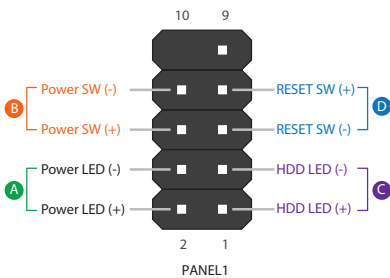 10 9
Power SW (-) RESET SW (+)
B D
Power SW (+) RESET SW (-)
Power LED (-) HDD LED (-)
A C
Power LED (+) HDD LED (+)
2 1
PANEL1